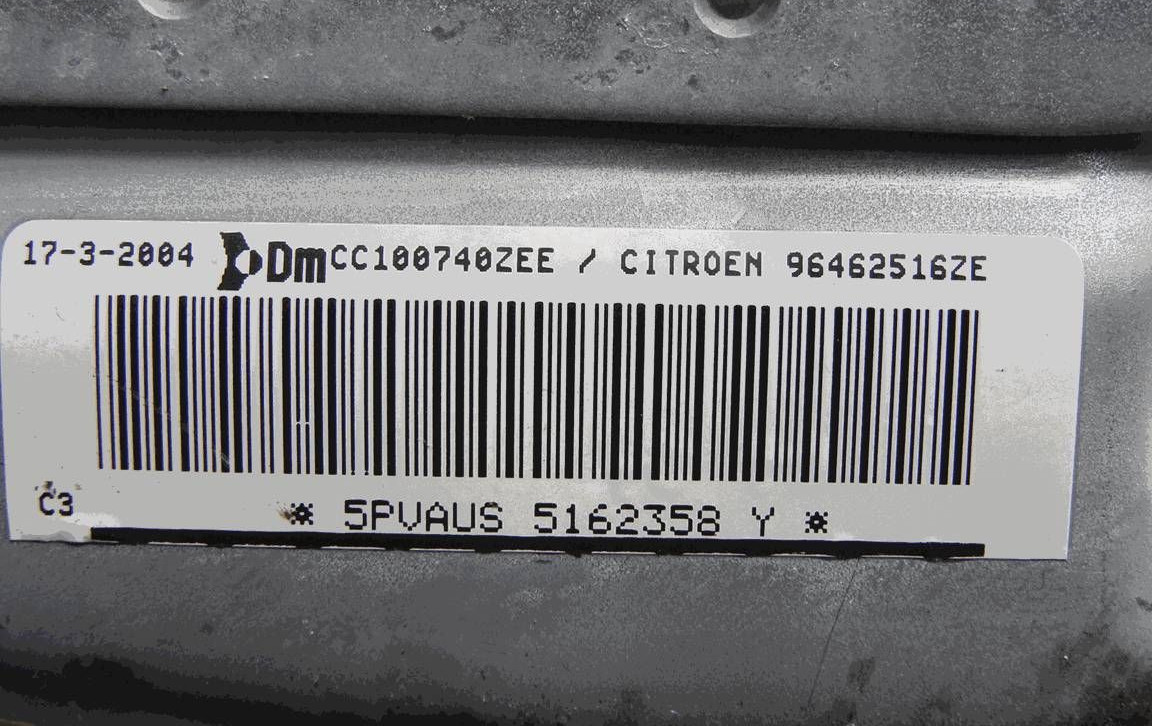 17-3-2004 Dm CC100740ZEE / CITROEN 96462516ZE
C3
* 5PVAUS 5162358 Y *